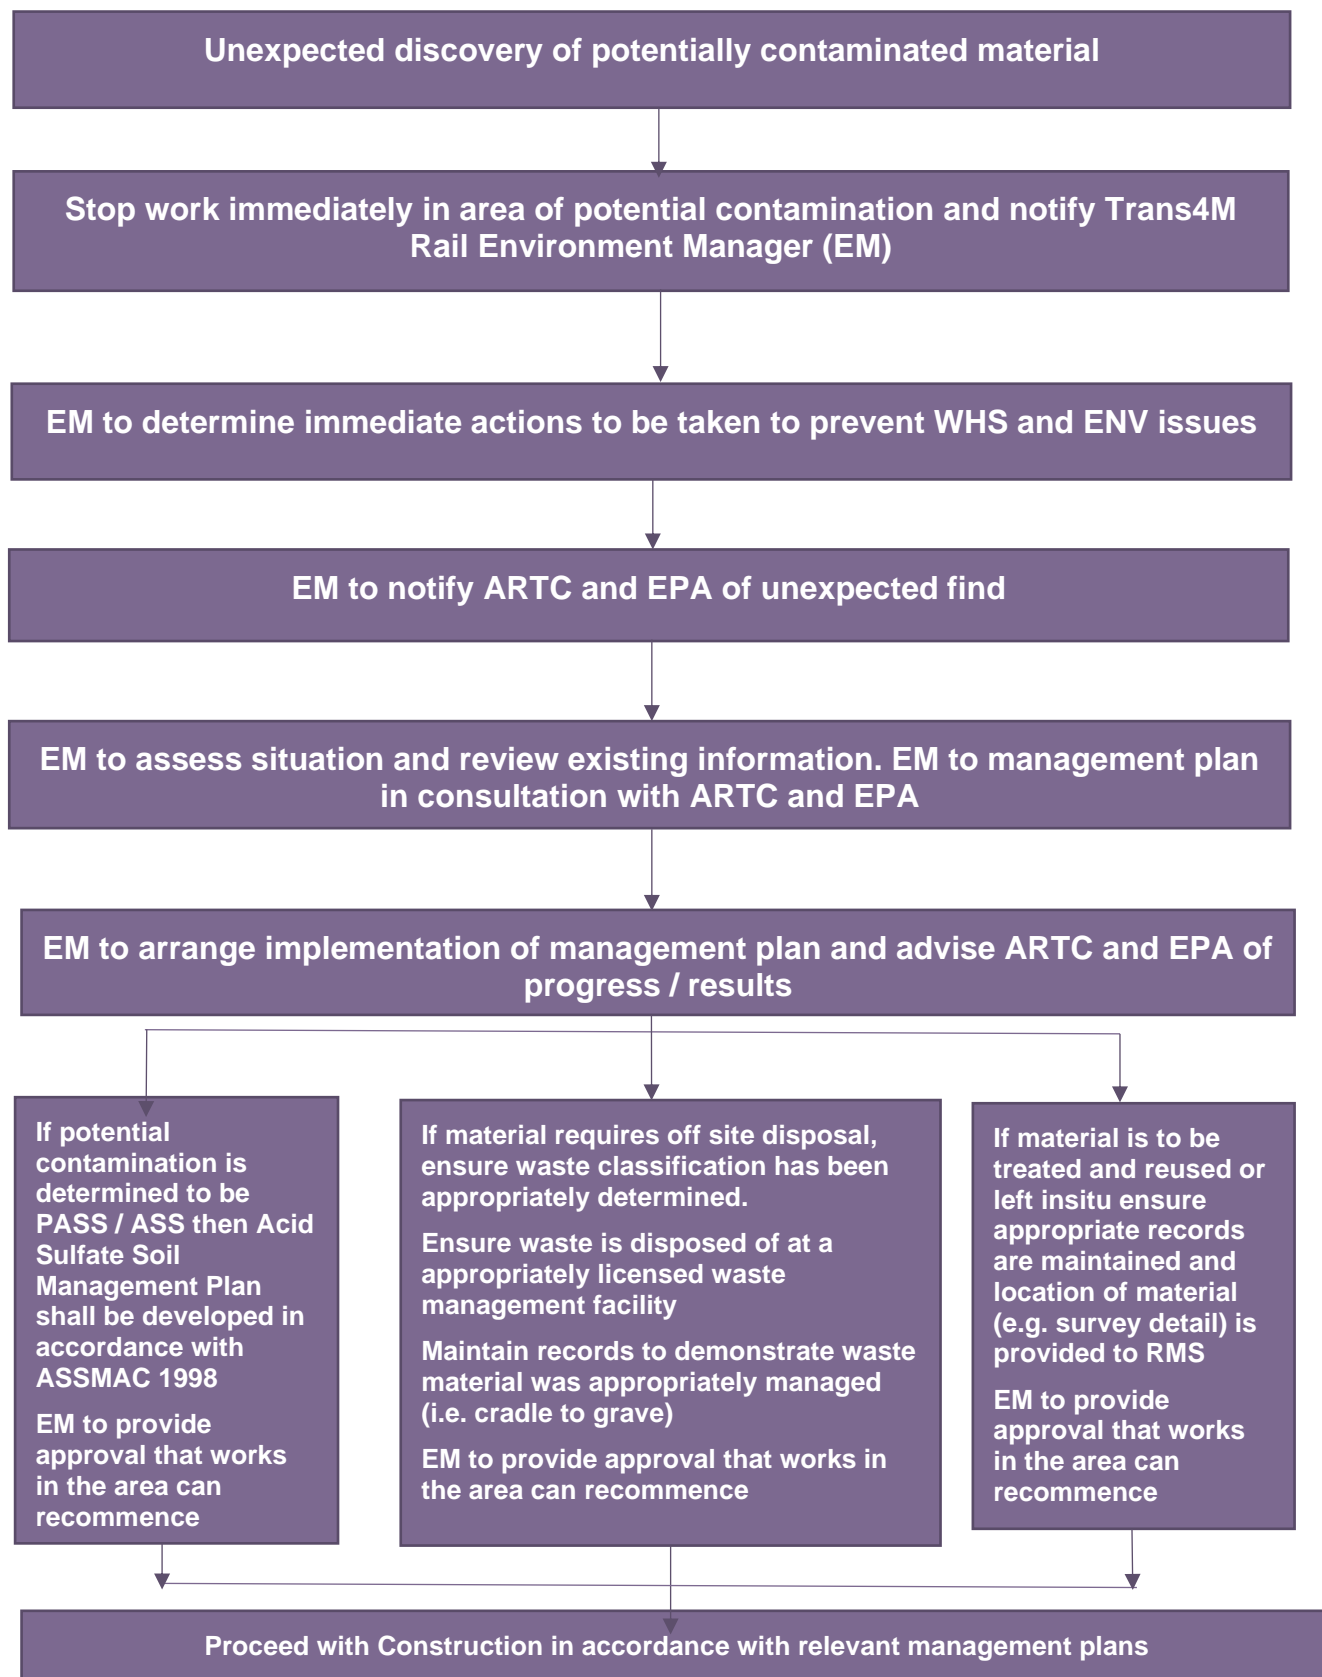 Unexpected discovery of potentially contaminated material
Stop work immediately in area of potential contamination and notify Trans4M
Rail Environment Manager (EM)
EM to determine immediate actions to be taken to prevent WHS and ENV issues
EM to notify ARTC and EPA of unexpected find
EM to assess situation and review existing information. EM to management plan
in consultation with ARTC and EPA
EM to arrange implementation of management plan and advise ARTC and EPA of
progress / results
If potential
contamination is
determined to be
PASS / ASS then Acid
Sulfate Soil
Management Plan
shall be developed in
accordance with
ASSMAC 1998
EM to provide
approval that works
in the area can
recommence
If material requires off site disposal,
ensure waste classification has been
appropriately determined.
Ensure waste is disposed of at a
appropriately licensed waste
management facility
Maintain records to demonstrate waste
material was appropriately managed
(i.e. cradle to grave)
EM to provide approval that works in
the area can recommence
If material is to be
treated and reused or
left insitu ensure
appropriate records
are maintained and
location of material
(e.g. survey detail) is
provided to RMS
EM to provide
approval that works
in the area can
recommence
Proceed with Construction in accordance with relevant management plans